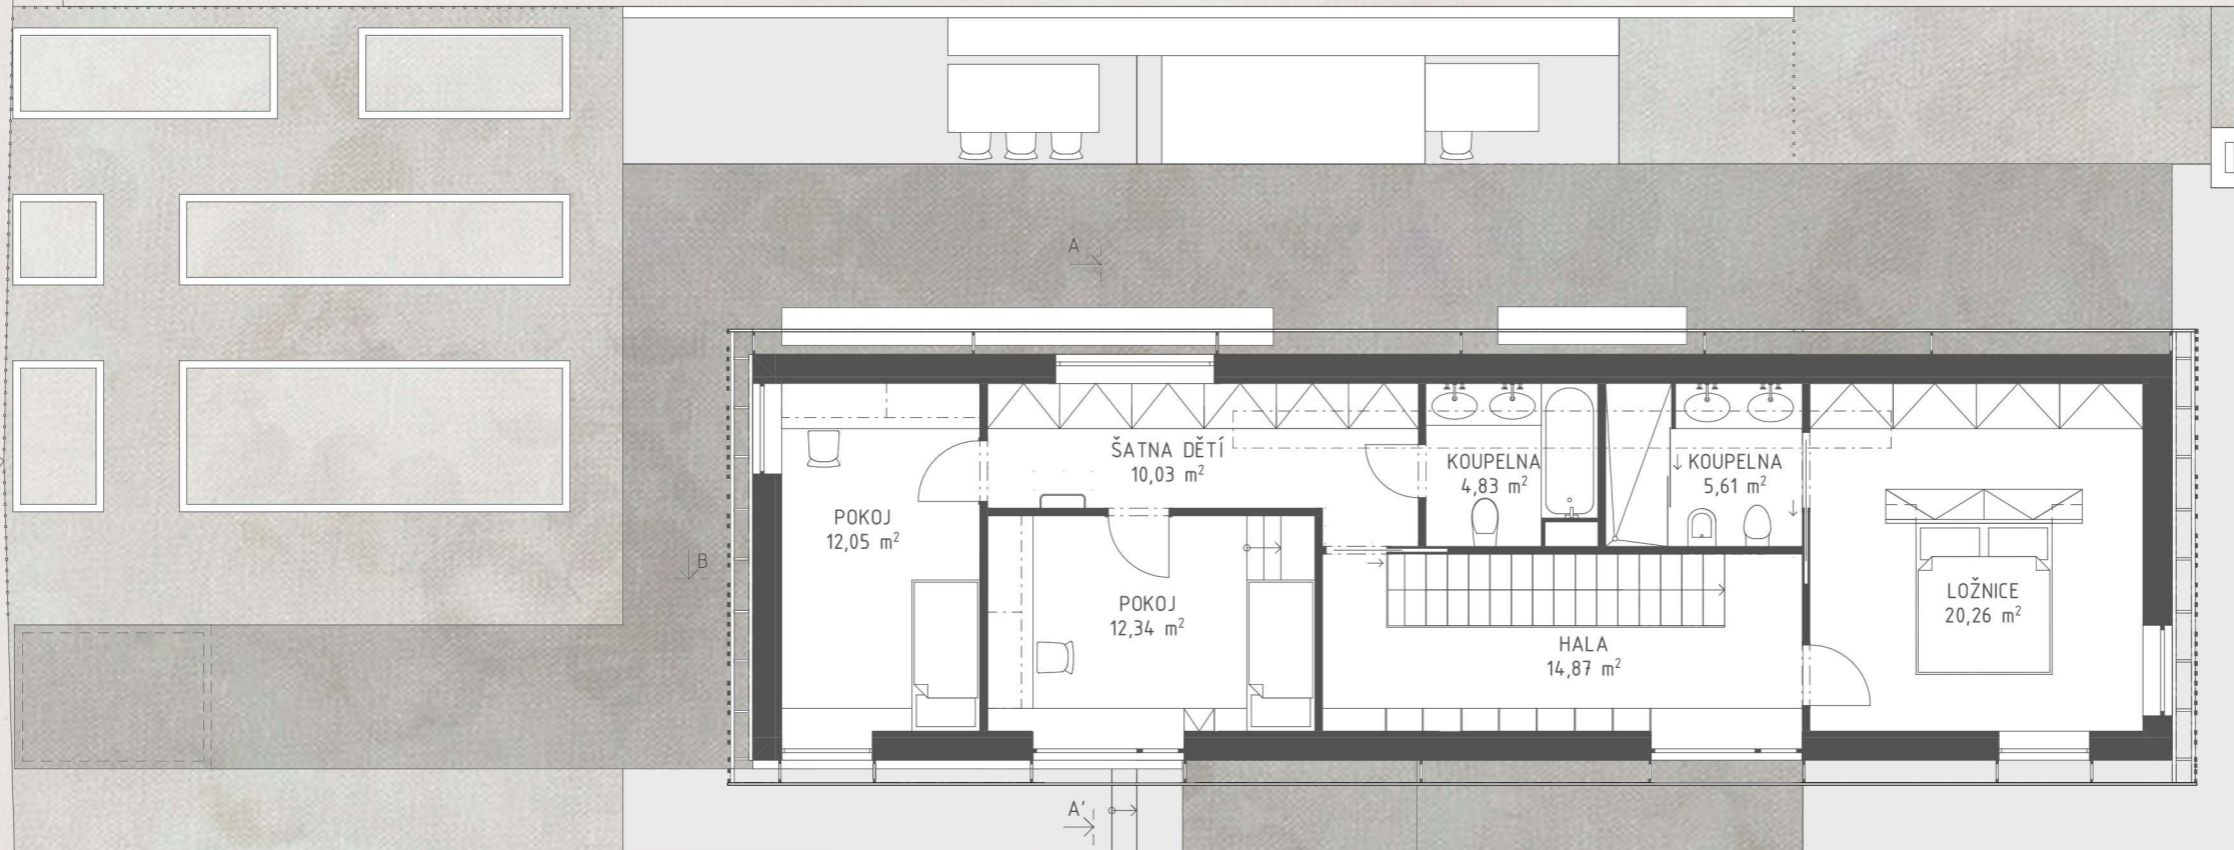 A
ŠATNA DĚTÍ
10,03 m²
KOUPELNA
4,83 m²
KOUPELNA
5,61 m²
POKOJ
12,05 m²
B
POKOJ
12,34 m²
HALA
14,87 m²
LOŽNICE
20,26 m²
A'